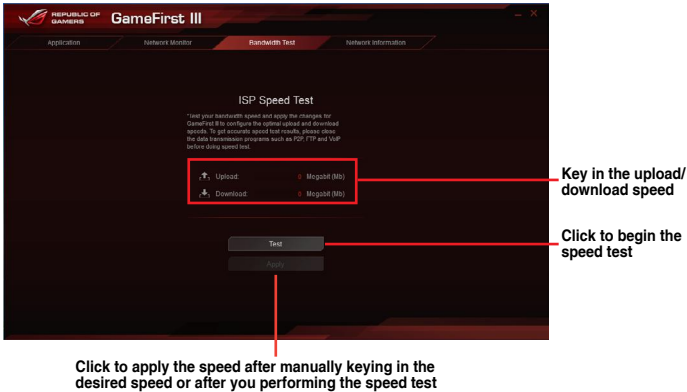 REPUBLIC OF
GAMERS
GameFirst III
Application
Network Monitor
Bandwidth Test
Network Information
ISP Speed Test
*Test your bandwidth speed and apply the changes for
GameFirst III to configure the optimal upload and download
speeds. To get accurate speed test results, please close
the data transmission programs such as P2P, FTP and VoIP
before doing speed test.
Upload: 0 Megabit (Mb)
Download: 0 Megabit (Mb)
Test
Apply
Key in the upload/
download speed
Click to begin the
speed test
Click to apply the speed after manually keying in the
desired speed or after you performing the speed test